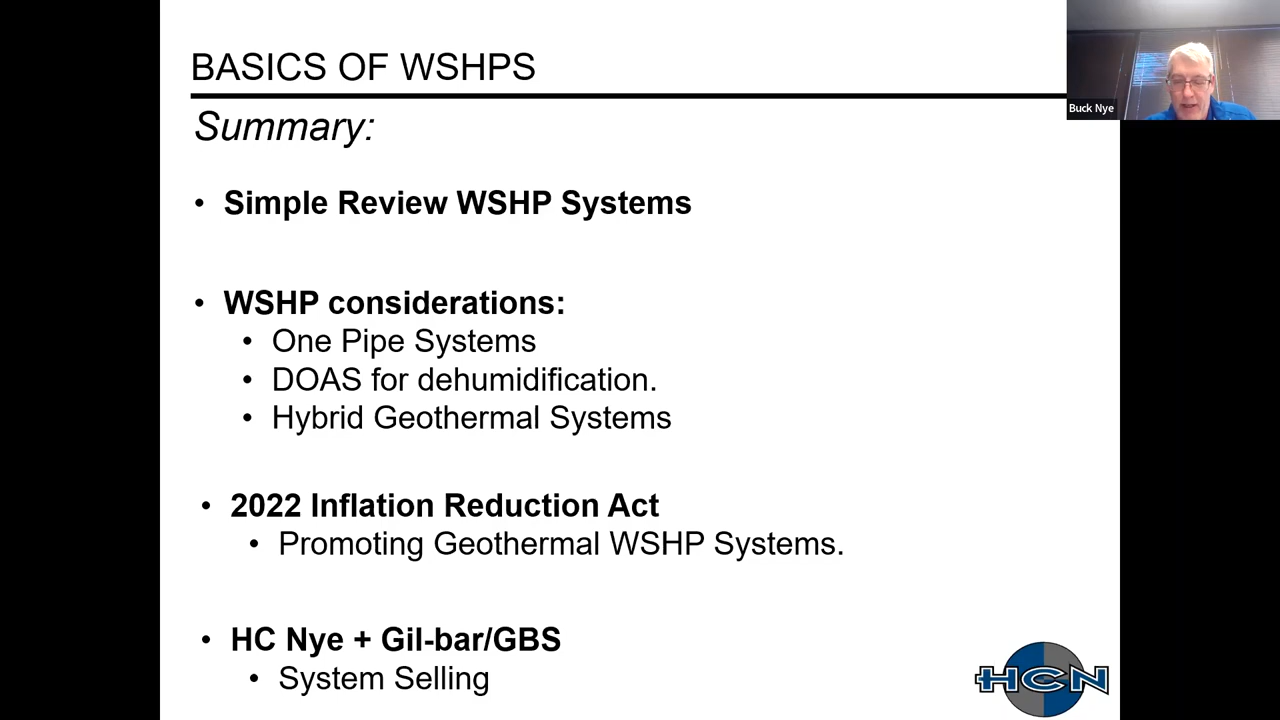 BASICS OF WSHPS
Buck Nye
Summary:
• Simple Review WSHP Systems
• WSHP considerations:
• One Pipe Systems
• DOAS for dehumidification.
• Hybrid Geothermal Systems
• 2022 Inflation Reduction Act
• Promoting Geothermal WSHP Systems.
• HC Nye + Gil-bar/GBS
• System Selling
HCN